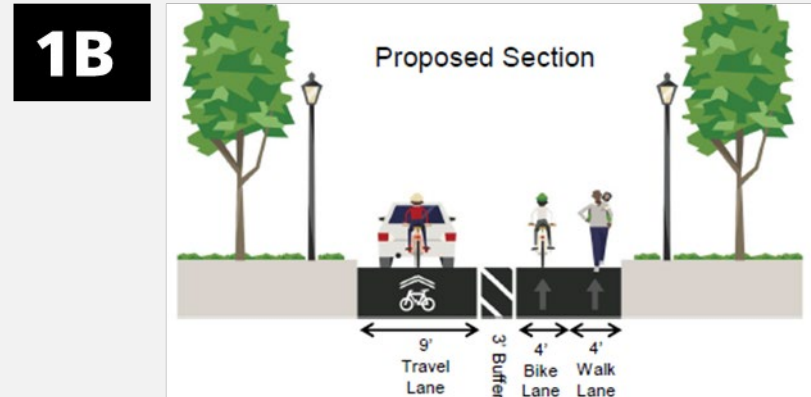 1B
Proposed Section
9'
Travel
Lane
3' Buffer
4'
Bike
Lane
4'
Walk
Lane